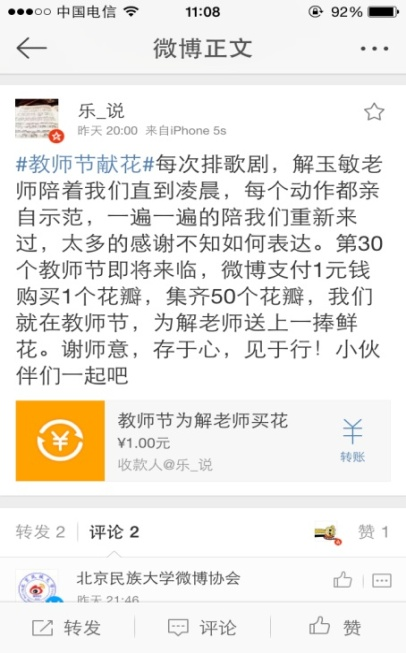 中国电信 11:08 92%
微博正文
乐_说
昨天 20:00 来自iPhone 5s
#教师节献花#每次排歌剧，解玉敏老
师陪着我们直到凌晨，每个动作都亲
自示范，一遍一遍的陪我们重新来
过，太多的感谢不知如何表达。第30
个教师节即将来临，微博支付1元钱
购买1个花瓣，集齐50个花瓣，我们
就在教师节，为解老师送上一捧鲜
花。谢师意，存于心，见于行！小伙
伴们一起吧
教师节为解老师买花
¥1.00元
收款人@乐_说
¥
转账
转发 2 评论 2 赞 1
北京民族大学微博协会
昨天 21:46
转发 评论 赞